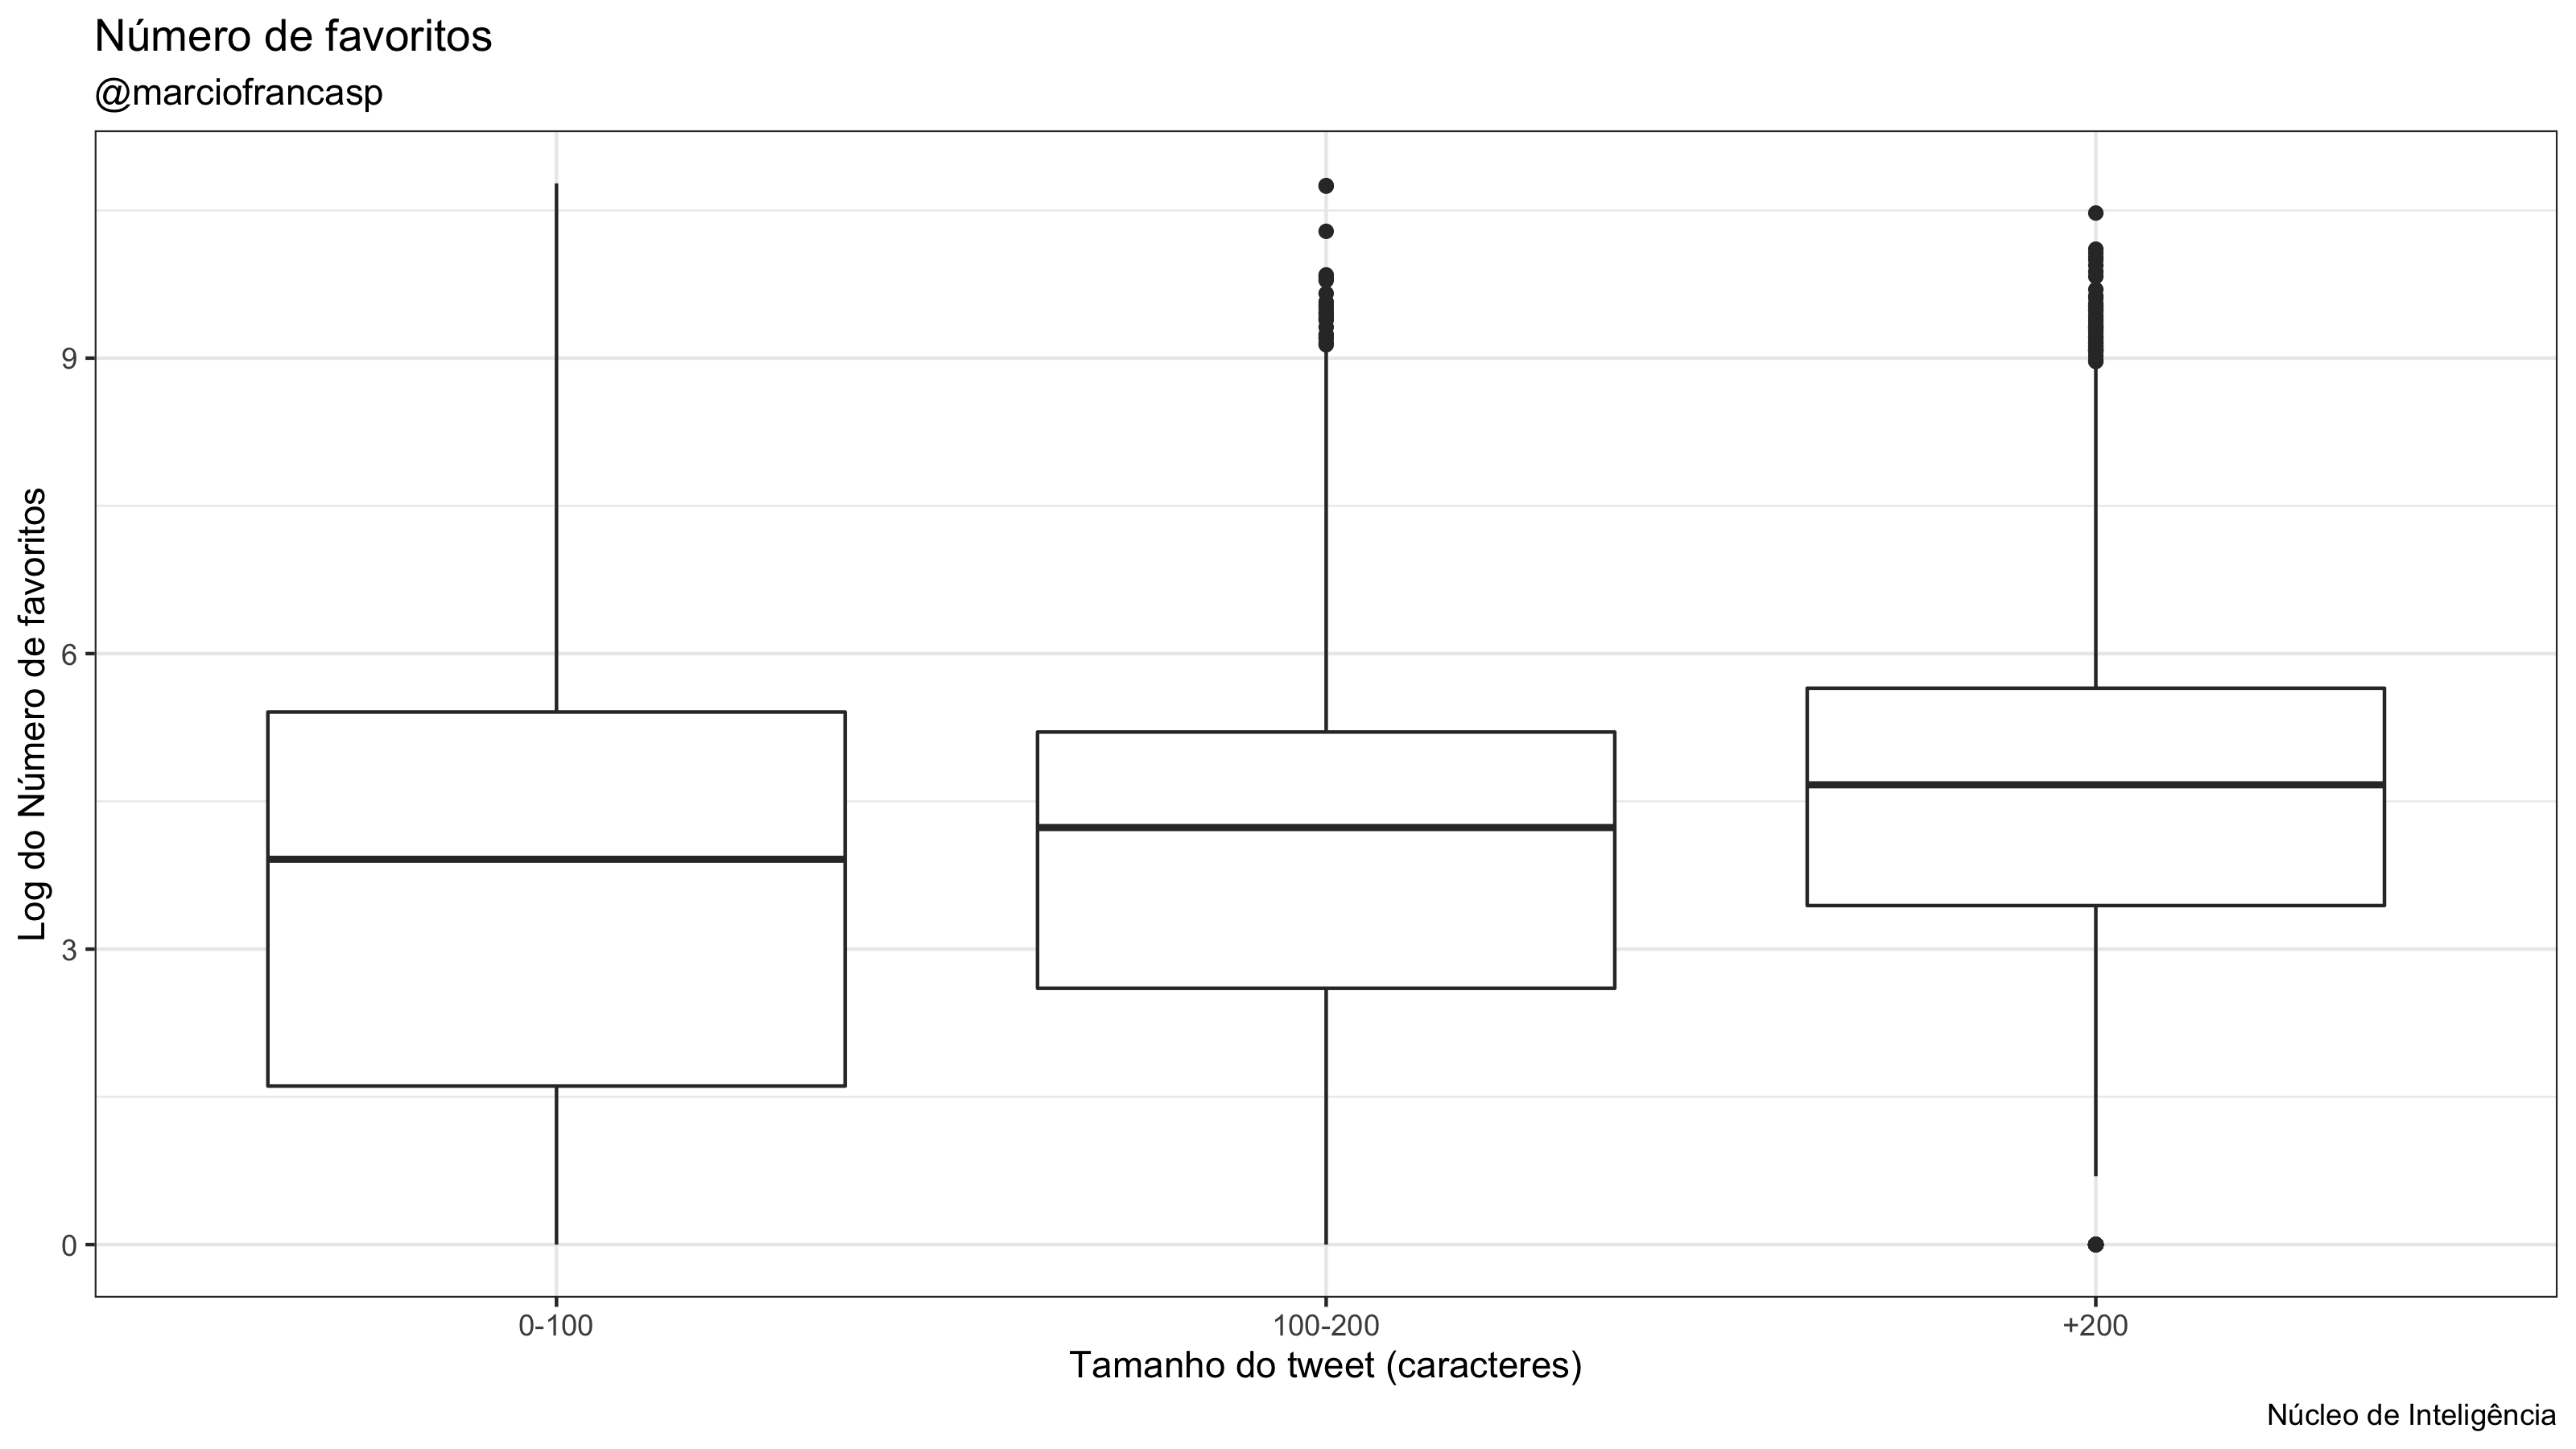 Número de favoritos
@marciofrancasp
Log do Número de favoritos
9
6
3
0
0-100
100-200
+200
Tamanho do tweet (caracteres)
Núcleo de Inteligência